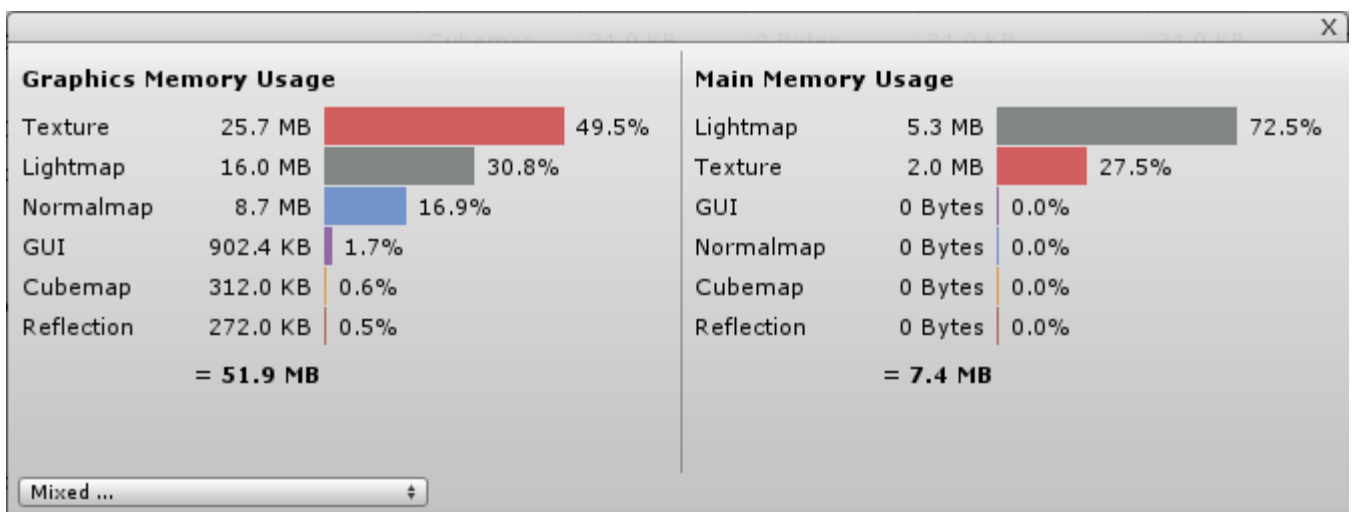 X
Graphics Memory Usage
Texture 25.7 MB 49.5%
Lightmap 16.0 MB 30.8%
Normalmap 8.7 MB 16.9%
GUI 902.4 KB 1.7%
Cubemap 312.0 KB 0.6%
Reflection 272.0 KB 0.5%
= 51.9 MB
Main Memory Usage
Lightmap 5.3 MB 72.5%
Texture 2.0 MB 27.5%
GUI 0 Bytes 0.0%
Normalmap 0 Bytes 0.0%
Cubemap 0 Bytes 0.0%
Reflection 0 Bytes 0.0%
= 7.4 MB
Mixed ...